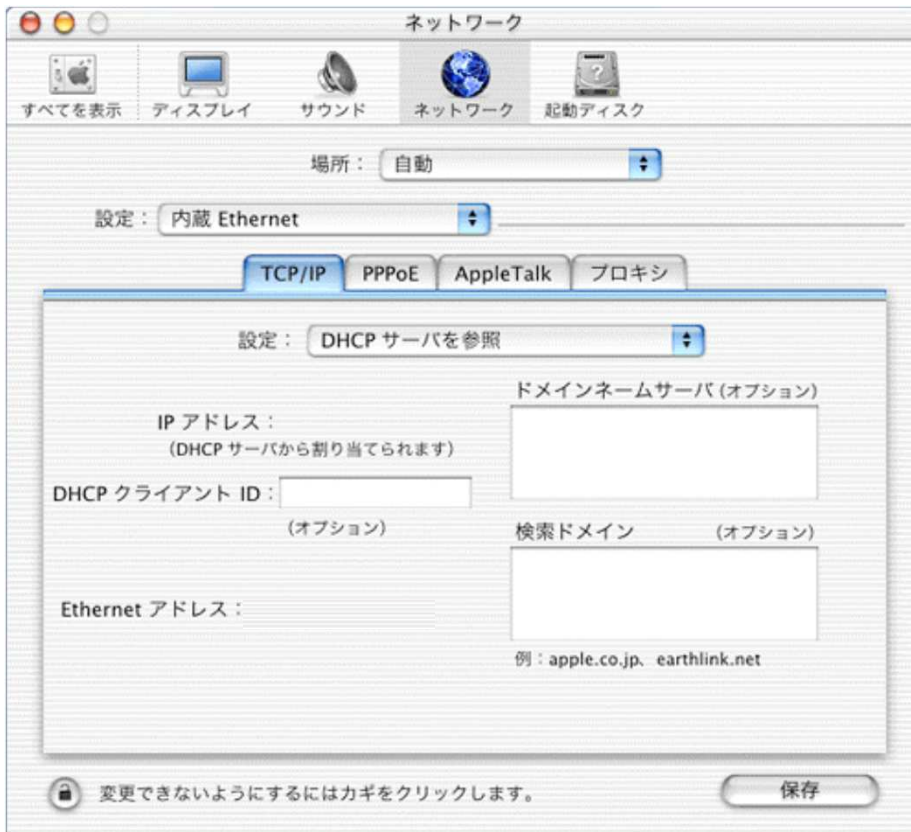 ネットワーク
すべてを表示 ディスプレイ サウンド ネットワーク 起動ディスク
場所： 自動
設定： 内蔵 Ethernet
TCP/IP PPPoE AppleTalk プロキシ
設定： DHCP サーバを参照
ドメインネームサーバ (オプション)
IP アドレス：
(DHCP サーバから割り当てられます)
DHCP クライアント ID：
(オプション)
検索ドメイン (オプション)
Ethernet アドレス：
例：apple.co.jp、earthlink.net
変更できないようにするにはカギをクリックします。
保存